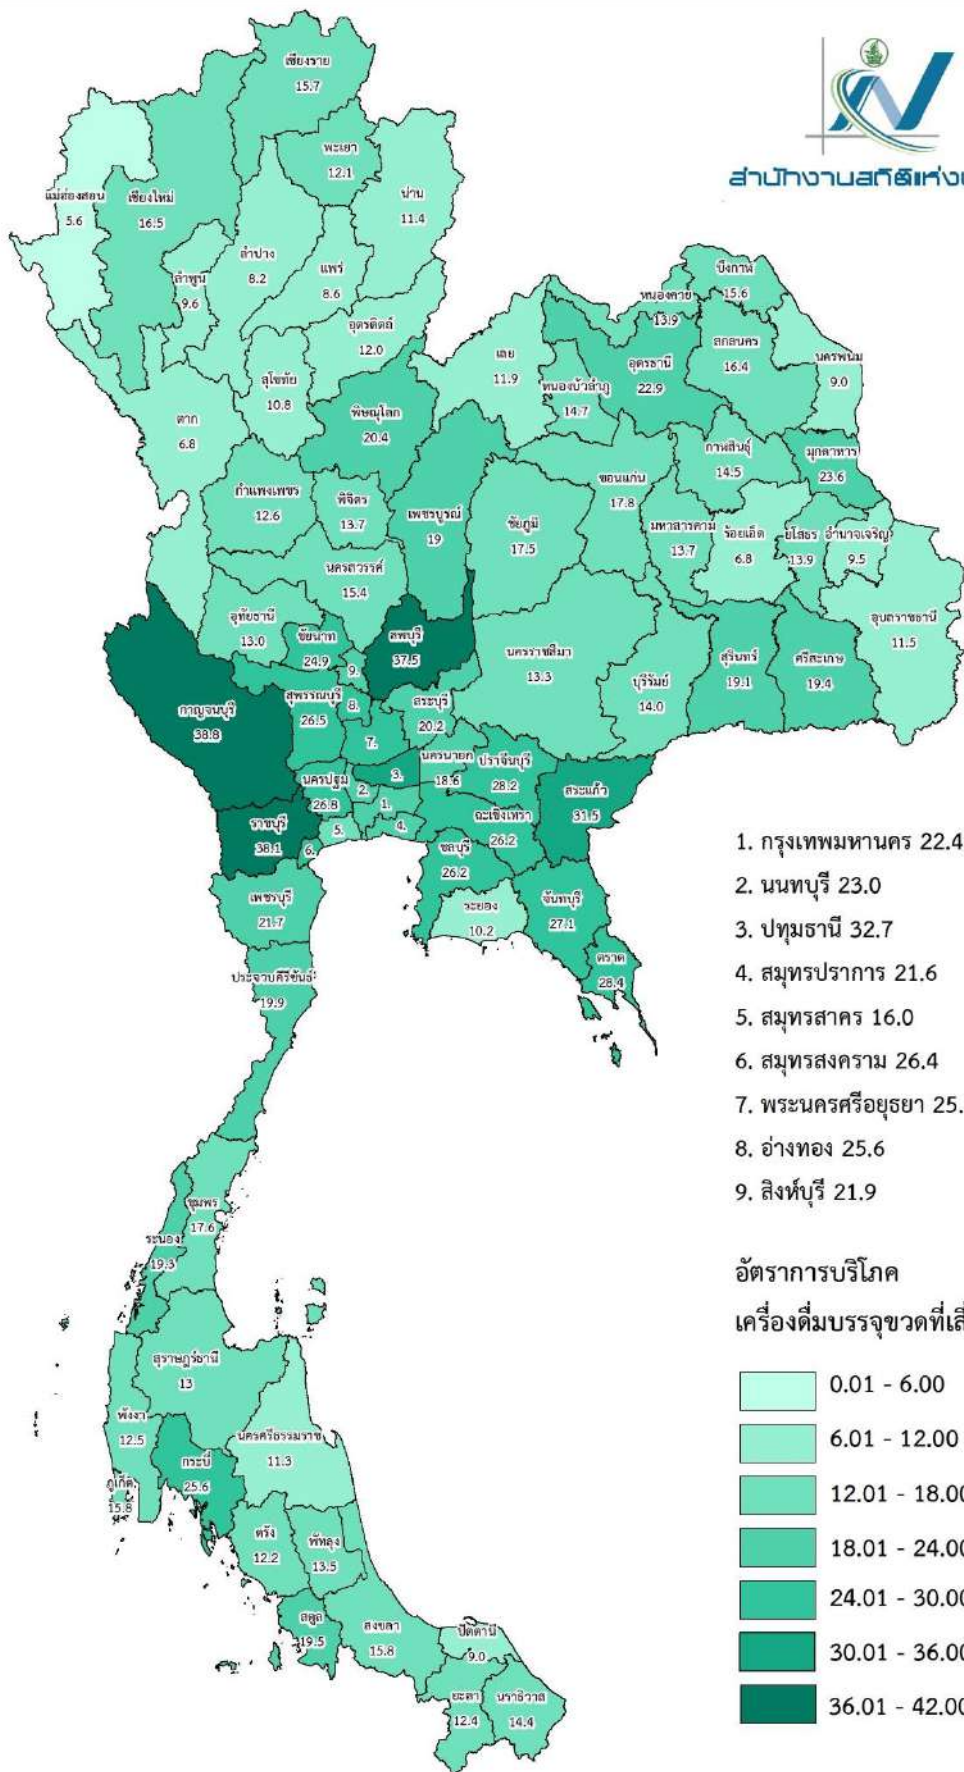 สำนักงานสถิติแห่งช
เชียงราย
15.7
พะเยา
12.1
น่าน
11.4
แม่ฮ่องสอน
5.6
เชียงใหม่
16.5
ลำปาง
8.2
ลำพูน
9.6
แพร่
8.6
อุตรดิตถ์
12.0
สุโขทัย
10.8
ตาก
6.8
พิษณุโลก
20.4
กำแพงเพชร
12.6
พิจิตร
13.7
เพชรบูรณ์
19
เลย
11.9
หนองบัวลำภู
14.7
หนองคาย
13.9
บึงกาฬ
15.6
อุดรธานี
22.9
สกลนคร
16.4
นครพนม
9.0
กาฬสินธุ์
14.5
มุกดาหาร
23.6
ขอนแก่น
17.8
มหาสารคาม
13.7
ร้อยเอ็ด
6.8
ยโสธร
13.9
อำนาจเจริญ
9.5
อุบลราชธานี
11.5
ชัยภูมิ
17.5
นครสวรรค์
15.4
อุทัยธานี
13.0
ชัยนาท
24.9
9.
ลพบุรี
37.5
นครราชสีมา
13.3
บุรีรัมย์
14.0
สุรินทร์
19.1
ศรีสะเกษ
19.4
กาญจนบุรี
38.8
สุพรรณบุรี
26.5
8.
สระบุรี
20.2
7.
นครนายก
18.6
ปราจีนบุรี
28.2
สระแก้ว
31.5
นครปฐม
26.8
3.
2.
1.
4.
5.
6.
ฉะเชิงเทรา
26.2
ราชบุรี
38.1
ชลบุรี
26.2
ระยอง
10.2
จันทบุรี
27.1
ตราด
28.4
เพชรบุรี
21.7
ประจวบคีรีขันธ์
19.9
ชุมพร
17.6
ระนอง
19.3
สุราษฎร์ธานี
13
พังงา
12.5
ภูเก็ต
15.8
กระบี่
25.6
นครศรีธรรมราช
11.3
ตรัง
12.2
พัทลุง
13.5
สตูล
19.5
สงขลา
15.8
ปัตตานี
9.0
ยะลา
12.4
นราธิวาส
14.4
1. กรุงเทพมหานคร 22.4
2. นนทบุรี 23.0
3. ปทุมธานี 32.7
4. สมุทรปราการ 21.6
5. สมุทรสาคร 16.0
6. สมุทรสงคราม 26.4
7. พระนครศรีอยุธยา 25.
8. อ่างทอง 25.6
9. สิงห์บุรี 21.9
อัตราการบริโภค
เครื่องดื่มบรรจุขวดที่เสี
0.01 - 6.00
6.01 - 12.00
12.01 - 18.00
18.01 - 24.00
24.01 - 30.00
30.01 - 36.00
36.01 - 42.00